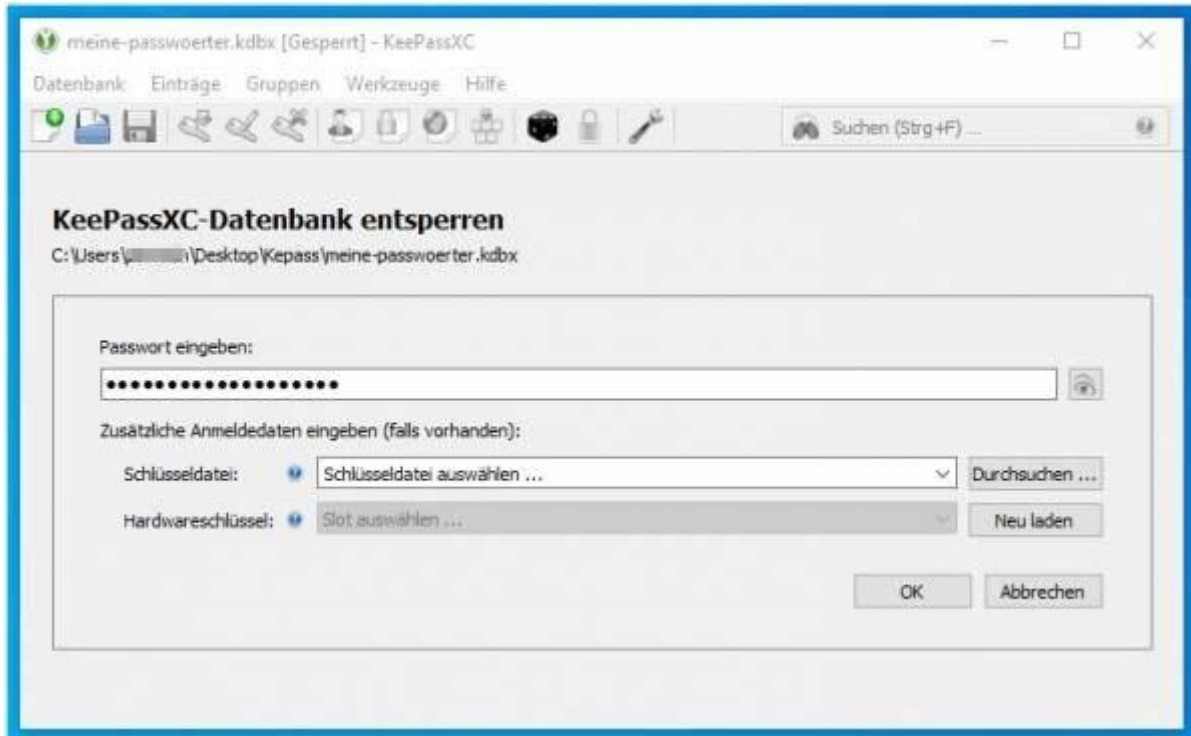 meine-passwoerter.kdbx [Gesperrt] - KeePassXC
Datenbank Einträge Gruppen Werkzeuge Hilfe
Suchen (Strg+F) ...
KeePassXC-Datenbank entsperren
C:\Users\ \Desktop\Kepass\meine-passwoerter.kdbx
Passwort eingeben:
Zusätzliche Anmeldedaten eingeben (falls vorhanden):
Schlüsseldatei: Schlüsseldatei auswählen ... Durchsuchen ...
Hardwareschlüssel: Slot auswählen ... Neu laden
OK Abbrechen